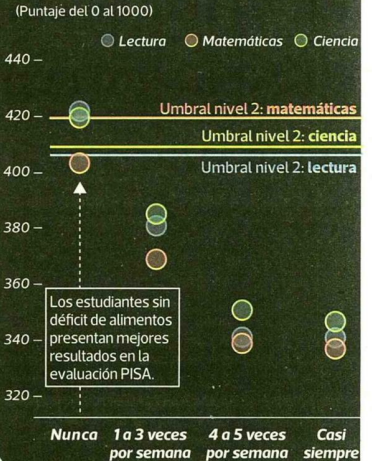 (Puntaje del 0 al 1000)
Lectura Matemáticas Ciencia
440
420
Umbral nivel 2: matemáticas
Umbral nivel 2: ciencia
400
Umbral nivel 2: lectura
380
360
Los estudiantes sin
déficit de alimentos
presentan mejores
resultados en la
evaluación PISA.
340
320
Nunca 1 a 3 veces por semana 4 a 5 veces por semana Casi siempre